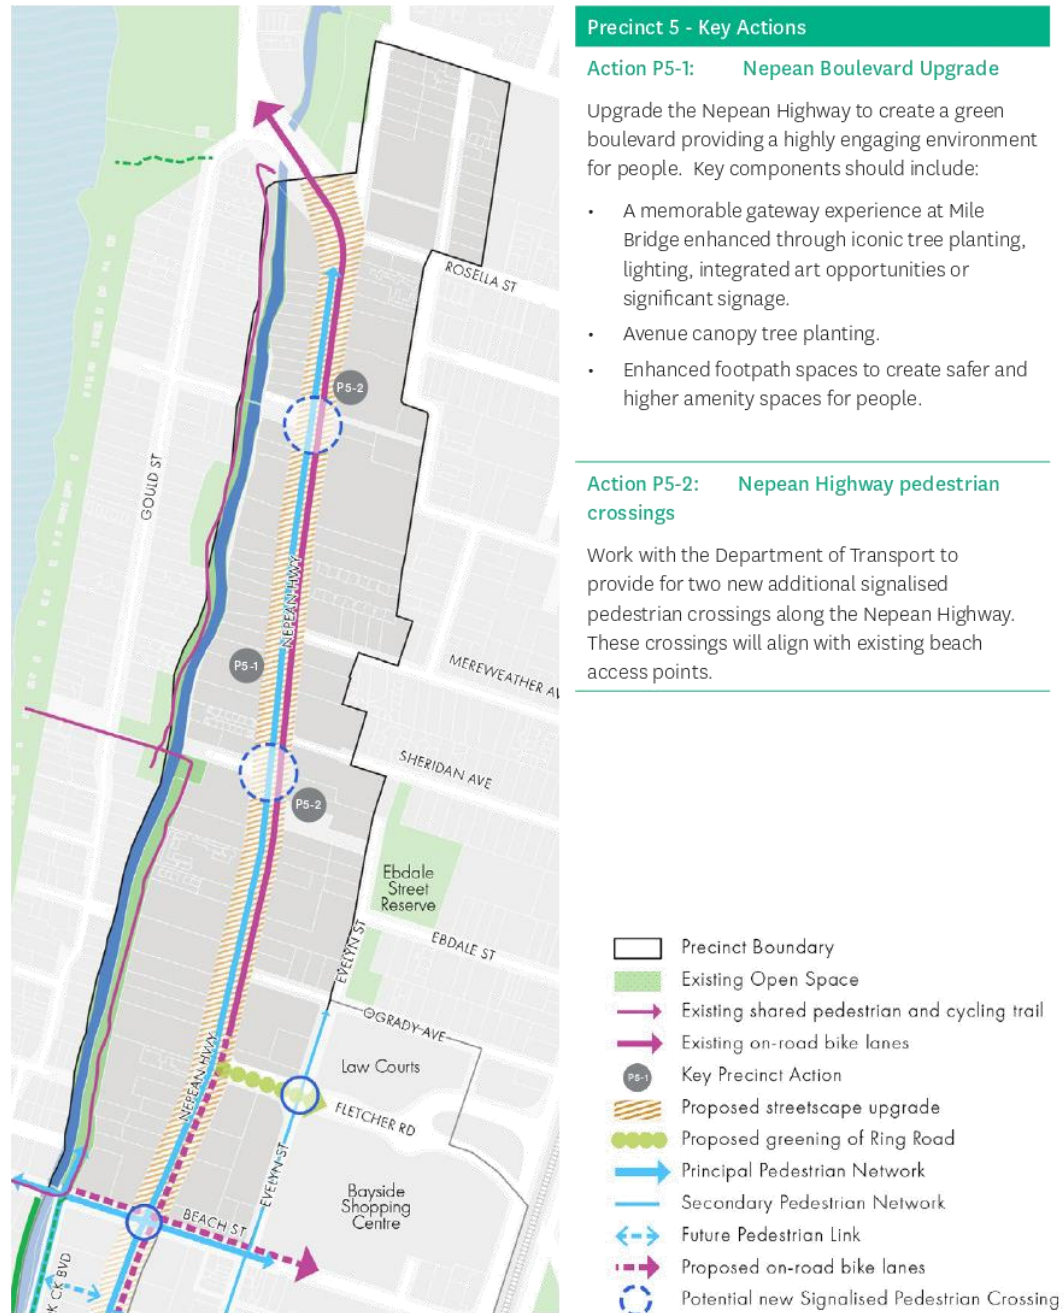 Precinct 5 - Key Actions
Action P5-1: Nepean Boulevard Upgrade
Upgrade the Nepean Highway to create a green
boulevard providing a highly engaging environment
for people. Key components should include:
• A memorable gateway experience at Mile
Bridge enhanced through iconic tree planting,
lighting, integrated art opportunities or
significant signage.
• Avenue canopy tree planting.
• Enhanced footpath spaces to create safer and
higher amenity spaces for people.
Action P5-2: Nepean Highway pedestrian
crossings
Work with the Department of Transport to
provide for two new additional signalised
pedestrian crossings along the Nepean Highway.
These crossings will align with existing beach
access points.
ROSELLA ST
P5-2
GOULD ST
NEPEAN HWY
P5-1
MEREWEATHER AV
SHERIDAN AVE
P5-2
Ebdale
Street
Reserve
EVELYN ST
EBDALE ST
OGRADY AVE
NEPEAN HWY
Law Courts
FLETCHER RD
EVELYN ST
Bayside
Shopping
Centre
BEACH ST
K CK BVD
Precinct Boundary
Existing Open Space
Existing shared pedestrian and cycling trail
Existing on-road bike lanes
P5-1
Key Precinct Action
Proposed streetscape upgrade
Proposed greening of Ring Road
Principal Pedestrian Network
Secondary Pedestrian Network
Future Pedestrian Link
Proposed on-road bike lanes
Potential new Signalised Pedestrian Crossing